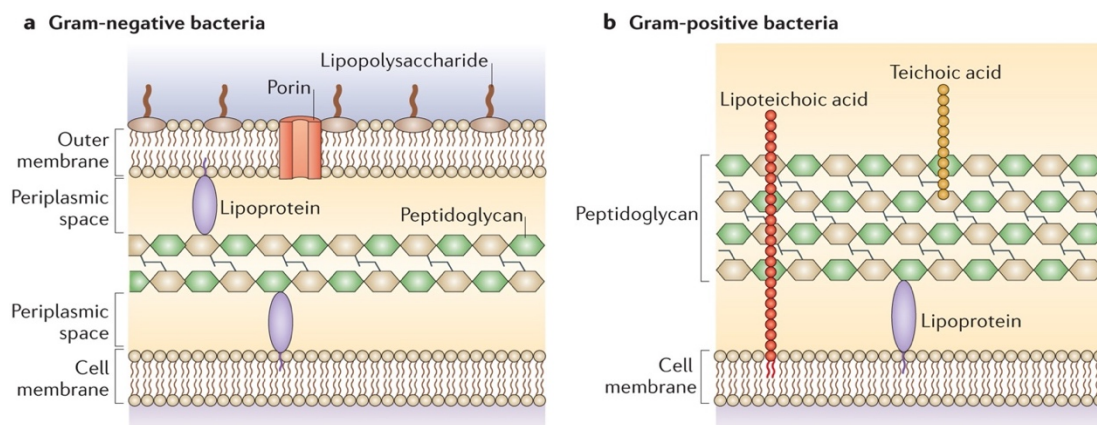 a Gram-negative bacteria
Lipopolysaccharide
Porin
Outer
membrane
Periplasmic
space
Lipoprotein
Peptidoglycan
Periplasmic
space
Cell
membrane
b Gram-positive bacteria
Teichoic acid
Lipoteichoic acid
Peptidoglycan
Lipoprotein
Cell
membrane